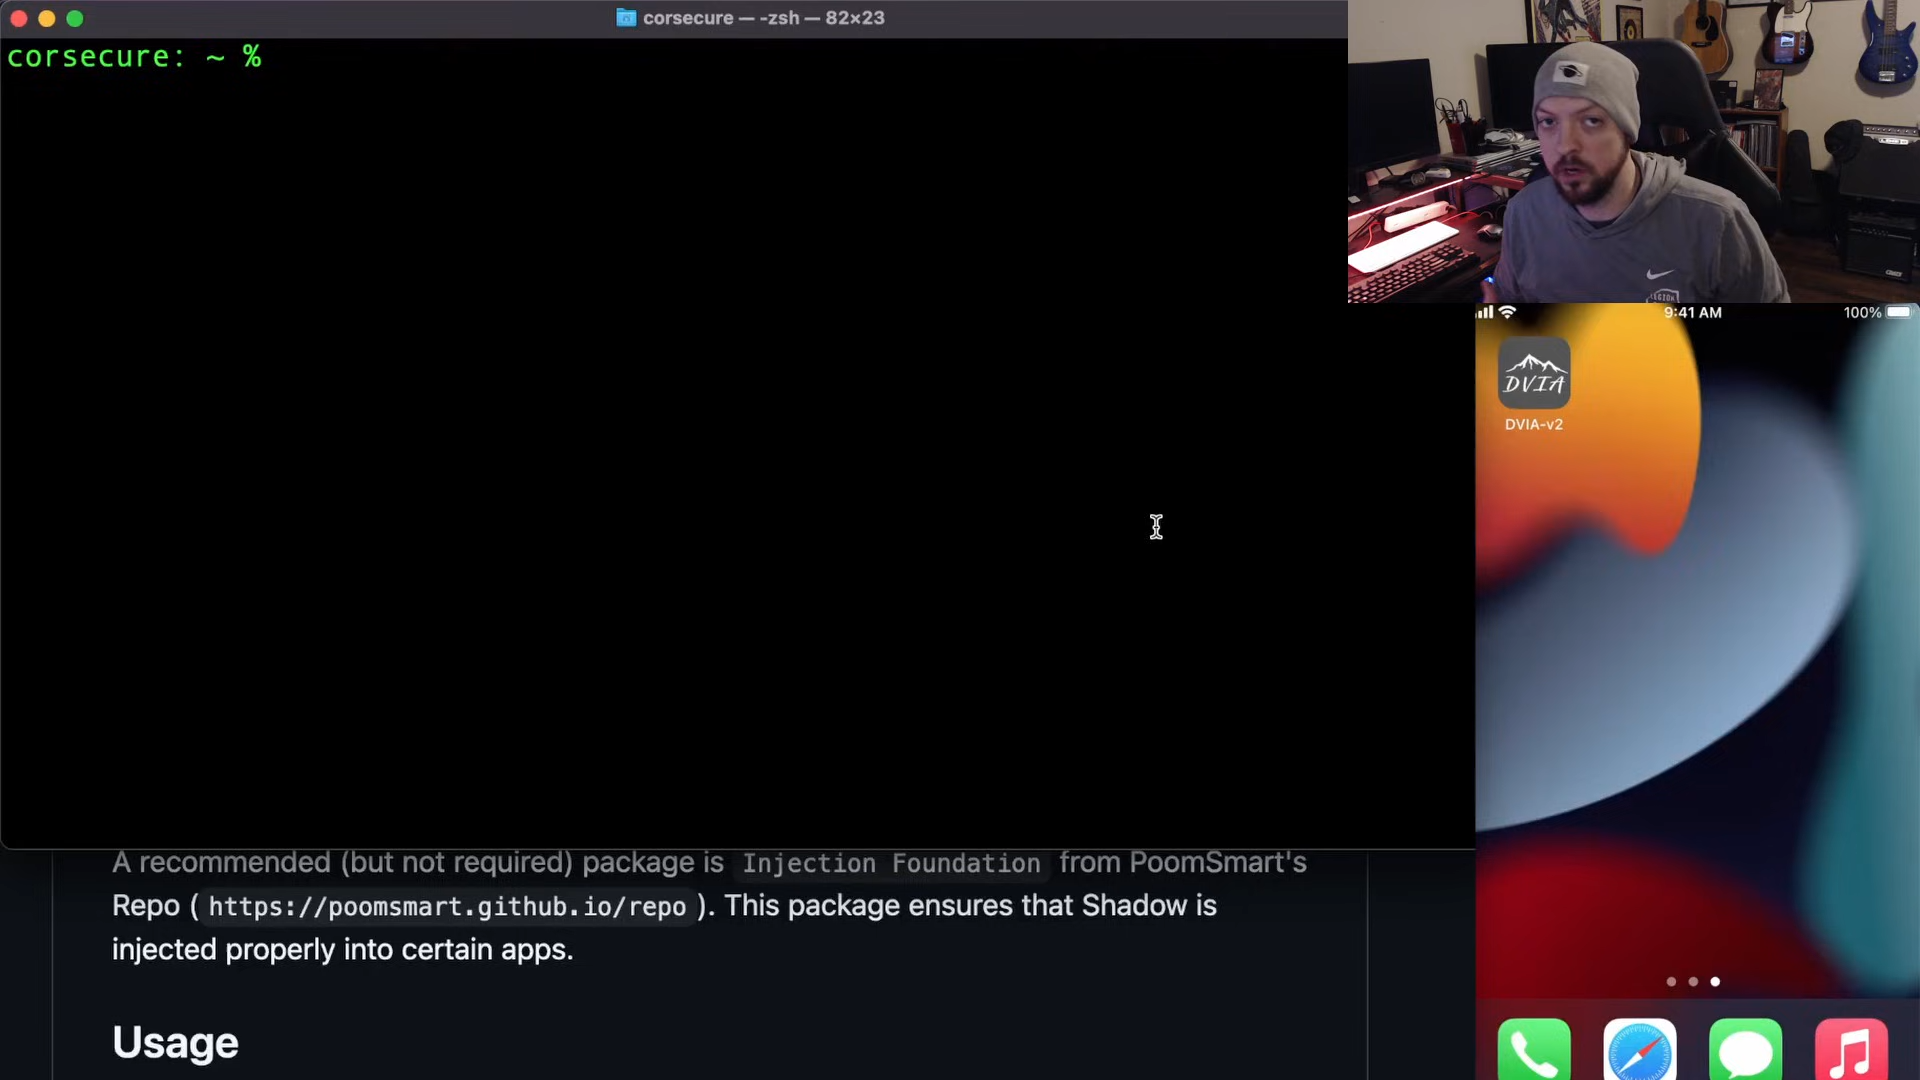 corsecure — -zsh — 82×23
corsecure: ~ %
9:41 AM
100%
DVIA
DVIA-v2
A recommended (but not required) package is Injection Foundation from PoomSmart's
Repo ( https://poomsmart.github.io/repo ). This package ensures that Shadow is
injected properly into certain apps.
Usage